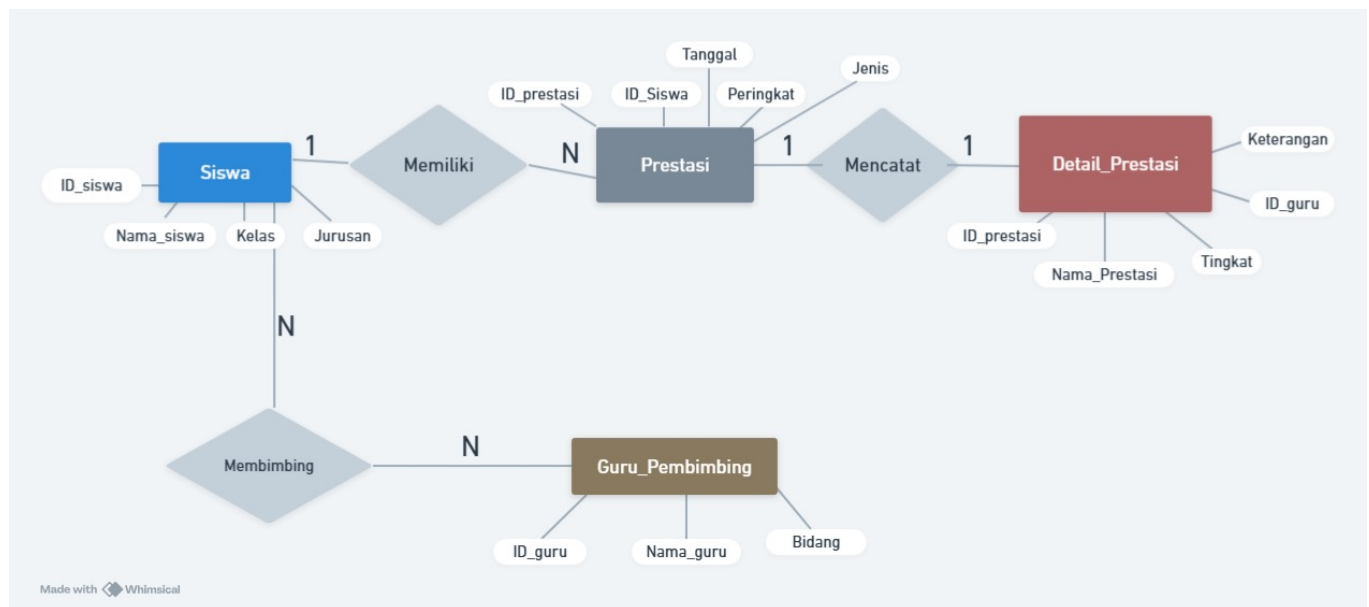 Tanggal
Jenis
ID_prestasi
ID_Siswa
Peringkat
1
N
1
1
Siswa
Memiliki
Prestasi
Mencatat
Detail_Prestasi
Keterangan
ID_siswa
ID_guru
Nama_siswa
Kelas
Jurusan
ID_prestasi
Tingkat
Nama_Prestasi
N
N
Membimbing
Guru_Pembimbing
ID_guru
Nama_guru
Bidang
Made with Whimsical